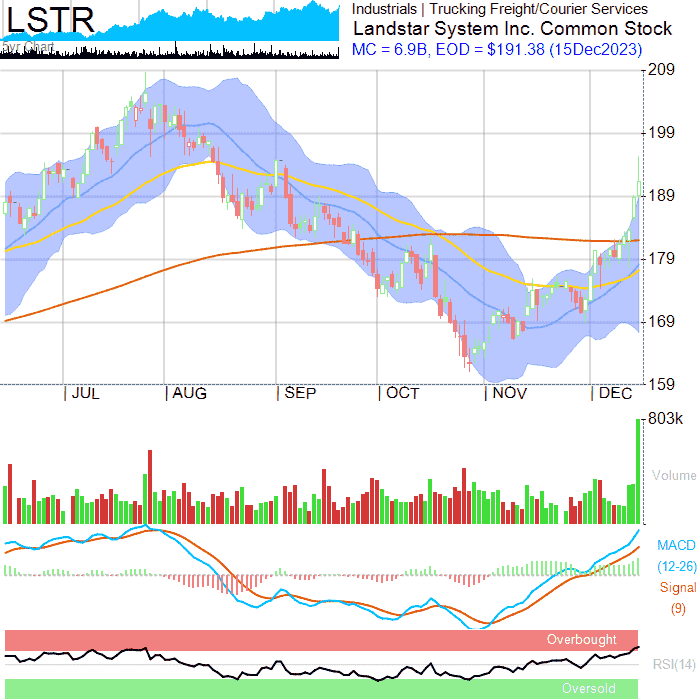 LSTR
5yr Chart
Industrials | Trucking Freight/Courier Services
Landstar System Inc. Common Stock
MC = 6.9B, EOD = $191.38 (15Dec2023)
209
199
189
179
169
159
JUL AUG SEP OCT NOV DEC
803k
Volume
MACD
(12-26)
Signal
(9)
Overbought
RSI(14)
Oversold